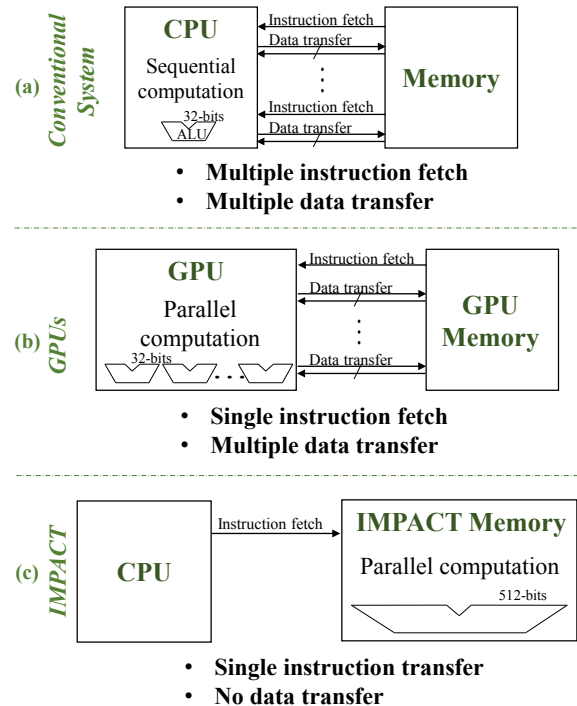 (a)
Conventional
System
CPU
Sequential
computation
32-bits
ALU
Instruction fetch
Data transfer
Instruction fetch
Data transfer
Memory
• Multiple instruction fetch
• Multiple data transfer
(b)
GPUs
GPU
Parallel
computation
32-bits
Instruction fetch
Data transfer
Data transfer
GPU
Memory
• Single instruction fetch
• Multiple data transfer
(c)
IMPACT
CPU
Instruction fetch
IMPACT Memory
Parallel computation
512-bits
• Single instruction transfer
• No data transfer